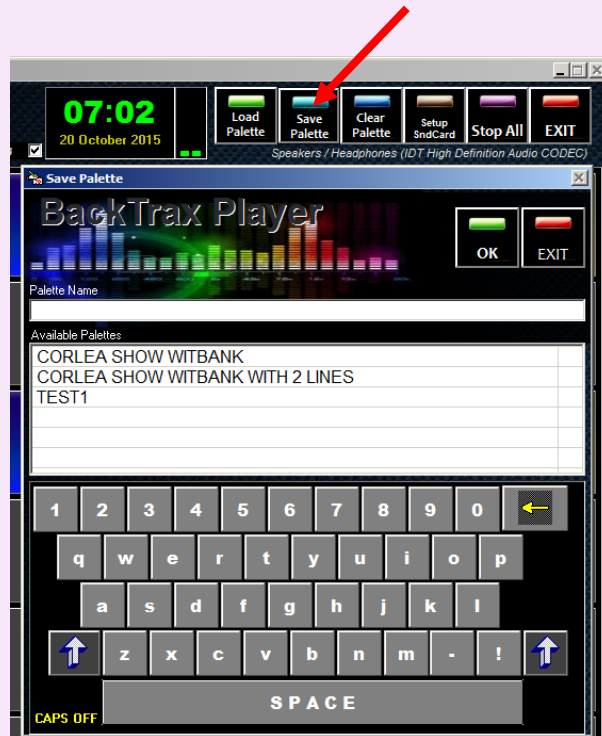 07:02
20 October 2015
Load Palette
Save Palette
Clear Palette
Setup SndCard
Stop All
EXIT
Speakers / Headphones (IDT High Definition Audio CODEC)
Save Palette
BackTrax Player
OK
EXIT
Palette Name
Available Palettes
CORLEA SHOW WITBANK
CORLEA SHOW WITBANK WITH 2 LINES
TEST1
1 2 3 4 5 6 7 8 9 0
q w e r t y u i o p
a s d f g h j k l
z x c v b n m - !
SPACE
CAPS OFF